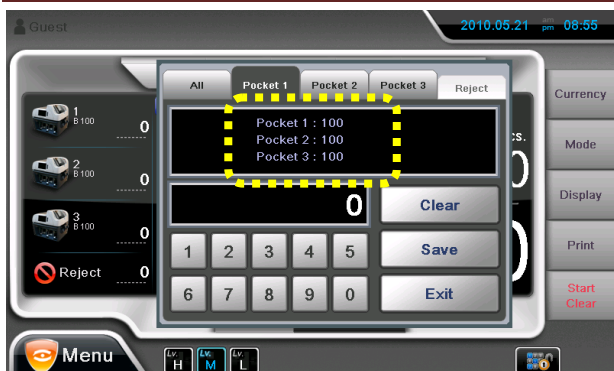 Guest
2010.05.21 am pm 08:55
All Pocket 1 Pocket 2 Pocket 3 Reject
Pocket 1 : 100
Pocket 2 : 100
Pocket 3 : 100
1
B 100 0
2
B 100 0
3
B 100 0
Reject 0
cs.
0
0 Clear
1 2 3 4 5 Save
6 7 8 9 0 Exit
Currency
Mode
Display
Print
Start
Clear
Menu
Lv. H Lv. M Lv. L